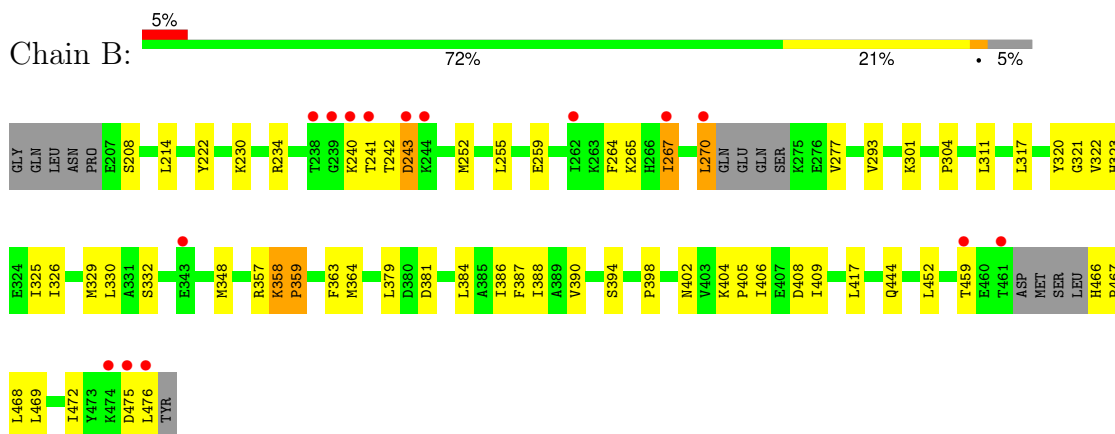 5%
Chain B:
72% 21% • 5%
GLY GLN LEU ASN PRO E207 S208 L214 Y222 K230 R234 T238 G239 K240 T241 T242 D243 K244 M252 L255 E259 I262 K263 F264 K265 H266 I267 L270 GLN GLU GLN SER K275 E276 V277 V293 K301 P304 L311 L317 Y320 G321 V322 H323
E324 I325 I326 M329 L330 A331 S332 E343 M348 R357 K358 P359 F363 M364 L379 D380 D381 L384 A385 I386 F387 I388 A389 V390 S394 P398 N402 V403 K404 P405 I406 E407 D408 I409 L417 Q444 L452 T459 E460 T461 ASP MET SER LEU H466 P467
L468 L469 I472 Y473 K474 D475 L476 TYR